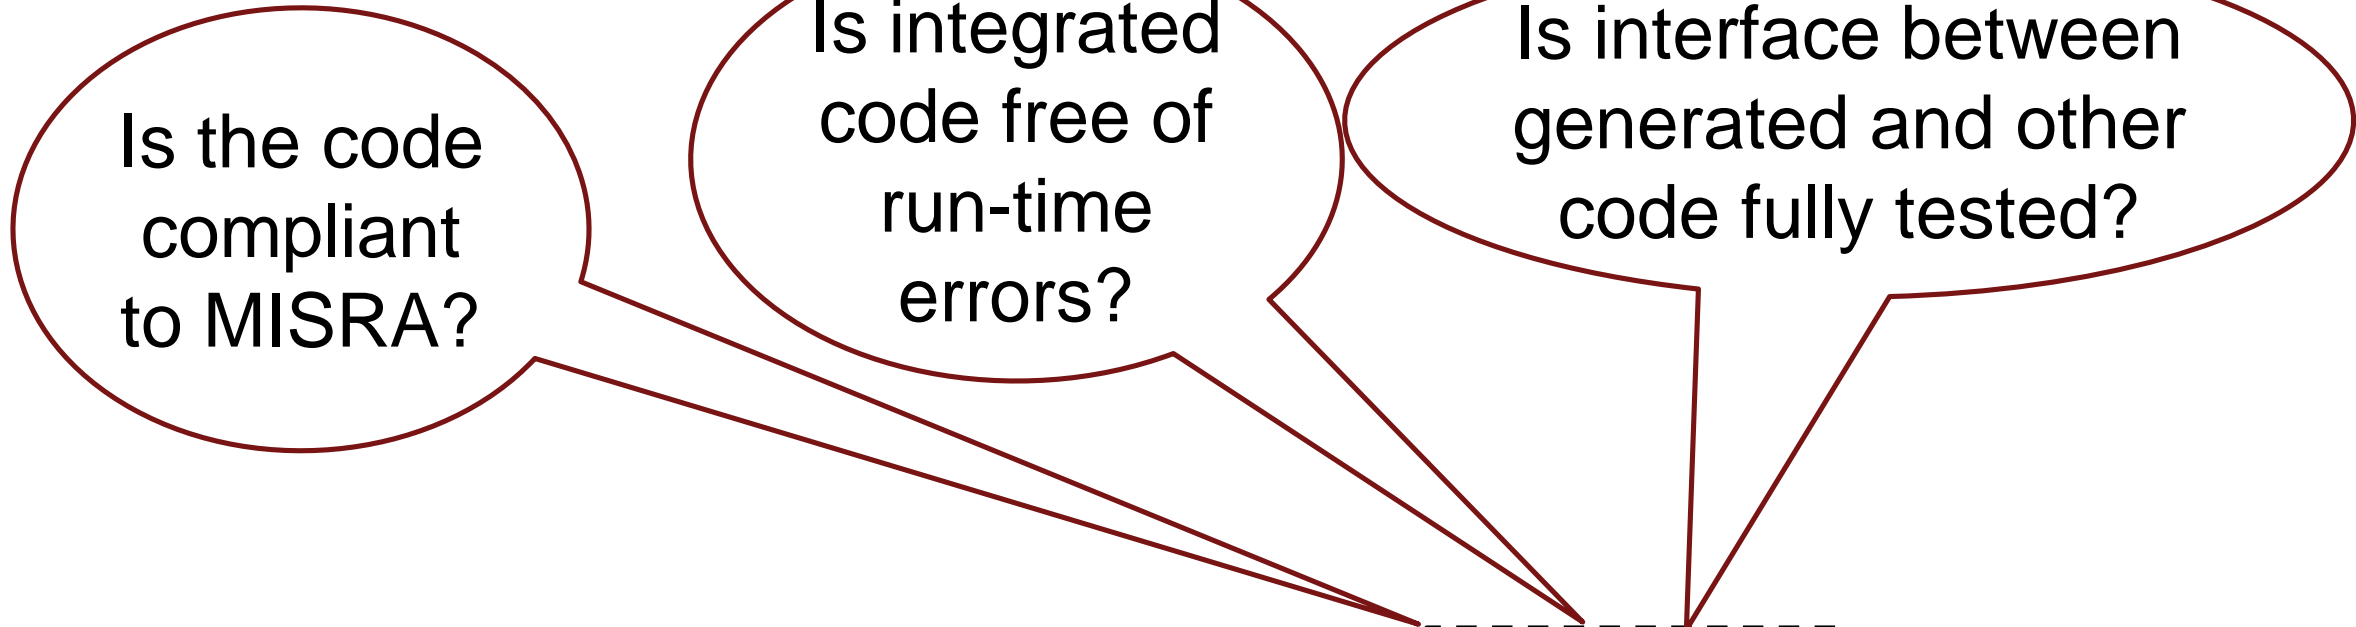 Is the code
compliant
to MISRA?
Is integrated
code free of
run-time
errors?
Is interface between
generated and other
code fully tested?